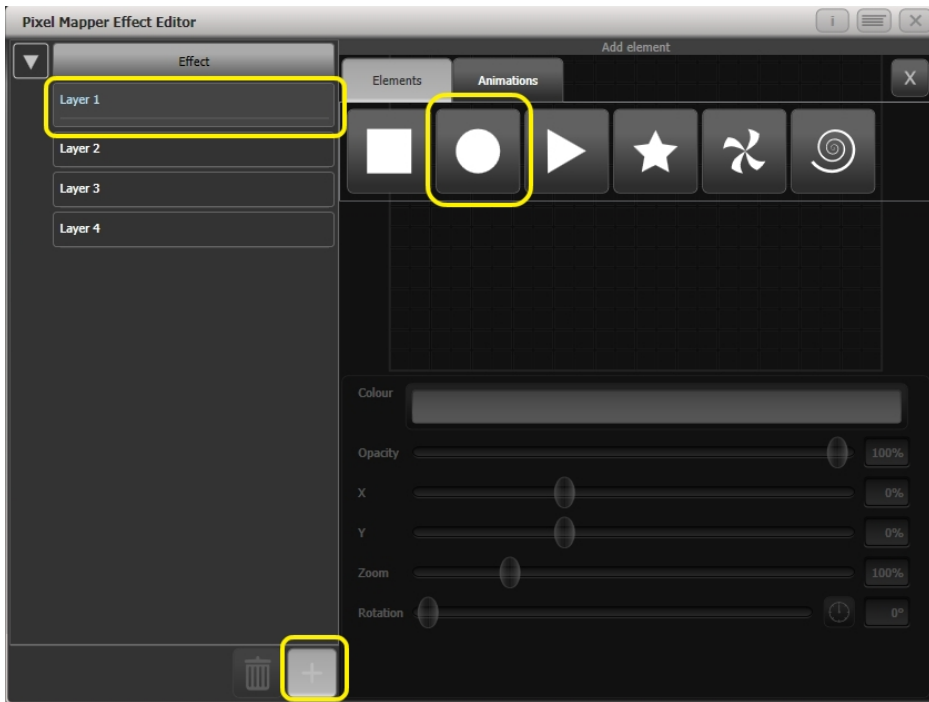 Pixel Mapper Effect Editor
i
X
Add element
Effect
Elements
Animations
X
Layer 1
Layer 2
Layer 3
Layer 4
Colour
Opacity
100%
X
0%
Y
0%
Zoom
100%
Rotation
0°
+